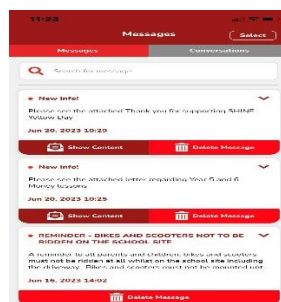 11:23
Messages
Select
Messages
Conversations
Search for message
New Info!
Please see the attached Thank you for supporting SHINE
Yellow Day
Jun 20, 2023 10:29
Show Content
Delete Message
New Info!
Please see the attached letter regarding Year 5 and 6
Money lessons
Jun 20, 2023 10:25
Show Content
Delete Message
REMINDER - BIKES AND SCOOTERS NOT TO BE
RIDDEN ON THE SCHOOL SITE
A reminder to all parents and children, bikes and scooters
must not be ridden at all whilst on the school site including
the driveway. Bikes and scooters must not be mounted unt
Jun 16, 2023 14:02
Delete Message